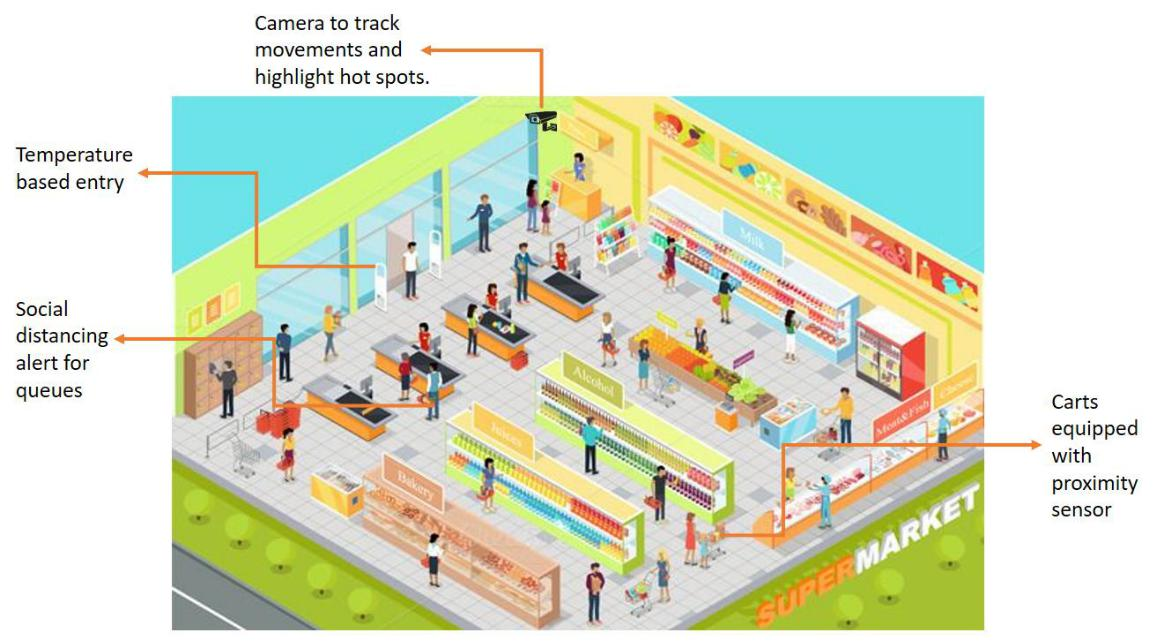 Camera to track
movements and
highlight hot spots.
Temperature
based entry
Social
distancing
alert for
queues
Carts
equipped
with
proximity
sensor
Milk
Alcohol
Juices
Bakery
Meat&Fish
Cheese
SUPERMARKET